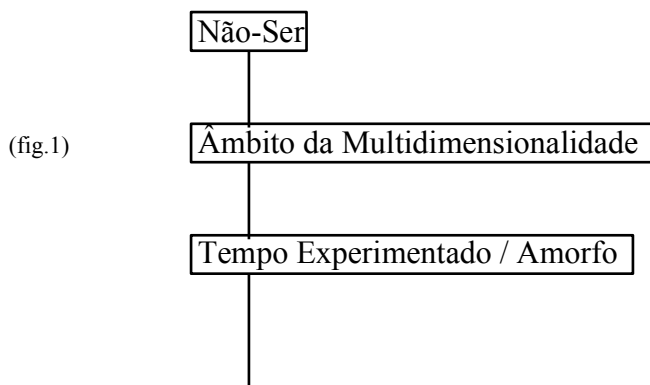 Não-Ser
(fig.1)
Âmbito da Multidimensionalidade
Tempo Experimentado / Amorfo